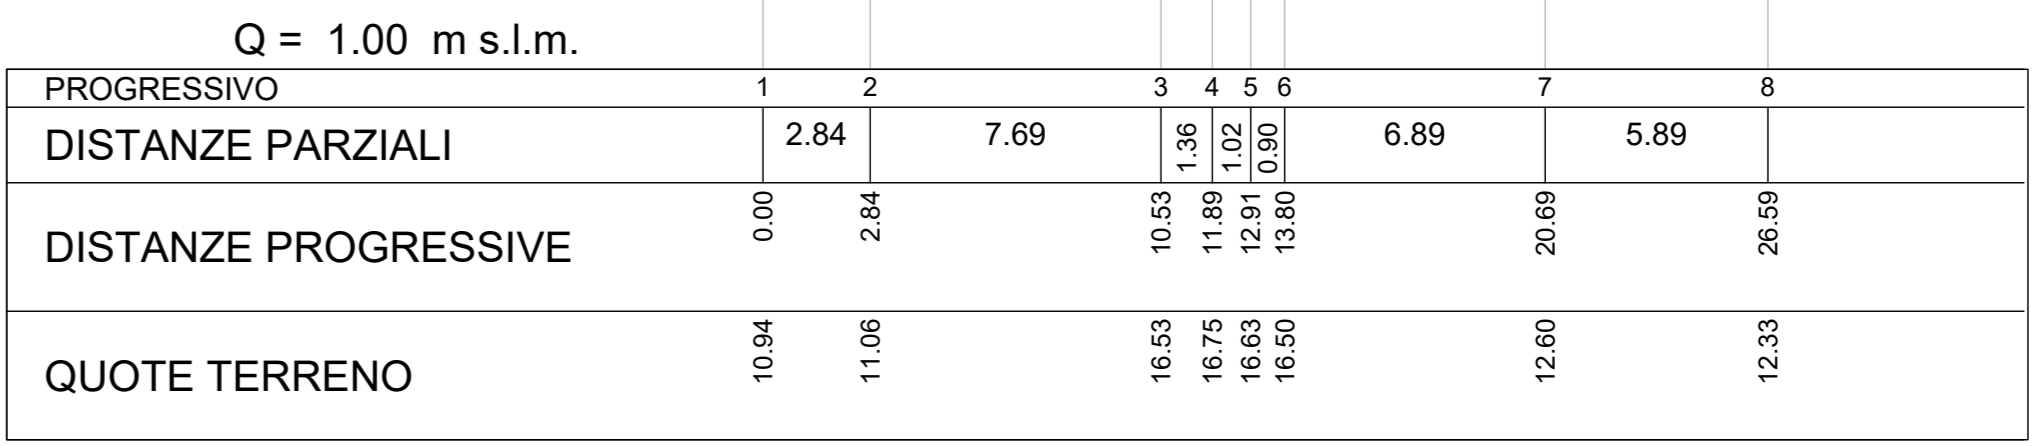 Q = 1.00 m s.l.m.
PROGRESSIVO 1 2 3 4 5 6 7 8
DISTANZE PARZIALI 2.84 7.69 1.36 1.02 0.90 6.89 5.89
DISTANZE PROGRESSIVE 0.00 2.84 10.53 11.89 12.91 13.80 20.69 26.59
QUOTE TERRENO 10.94 11.06 16.53 16.75 16.63 16.50 12.60 12.33